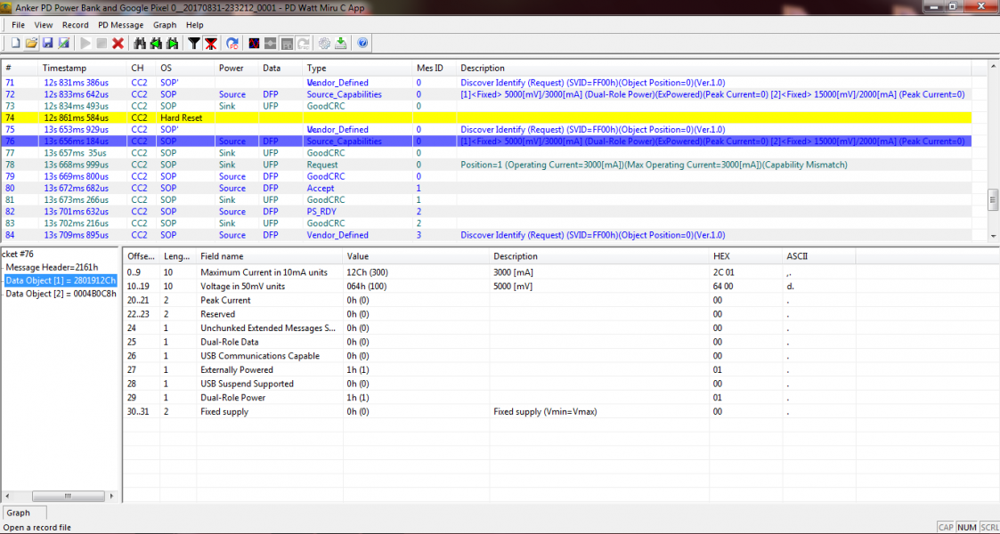 Anker PD Power Bank and Google Pixel 0__20170831-233212_0001 - PD Watt Miru C App
File View Record PD Message Graph Help
# Timestamp CH OS Power Data Type Mes ID Description
71 12s 831ms 386us CC2 SOP' Vendor_Defined 0 Discover Identify (Request) (SVID=FF00h)(Object Position=0)(Ver.1.0)
72 12s 833ms 642us CC2 SOP Source DFP Source_Capabilities 0 [1]<Fixed> 5000[mV]/3000[mA] (Dual-Role Power)(ExPowered)(Peak Current=0) [2]<Fixed> 15000[mV]/2000[mA] (Peak Current=0)
73 12s 834ms 493us CC2 SOP Sink UFP GoodCRC 0
74 12s 861ms 584us CC2 Hard Reset
75 13s 653ms 929us CC2 SOP' Vendor_Defined 0 Discover Identify (Request) (SVID=FF00h)(Object Position=0)(Ver.1.0)
76 13s 656ms 184us CC2 SOP Source DFP Source_Capabilities 0 [1]<Fixed> 5000[mV]/3000[mA] (Dual-Role Power)(ExPowered)(Peak Current=0) [2]<Fixed> 15000[mV]/2000[mA] (Peak Current=0)
77 13s 657ms 35us CC2 SOP Sink UFP GoodCRC 0
78 13s 668ms 999us CC2 SOP Sink UFP Request 0 Position=1 (Operating Current=3000[mA])(Max Operating Current=3000[mA])(Capability Mismatch)
79 13s 669ms 800us CC2 SOP Source DFP GoodCRC 0
80 13s 672ms 682us CC2 SOP Source DFP Accept 1
81 13s 673ms 266us CC2 SOP Sink UFP GoodCRC 1
82 13s 701ms 632us CC2 SOP Source DFP PS_RDY 2
83 13s 702ms 216us CC2 SOP Sink UFP GoodCRC 2
84 13s 709ms 895us CC2 SOP Source DFP Vendor_Defined 3 Discover Identify (Request) (SVID=FF00h)(Object Position=0)(Ver.1.0)
cket #76
Message Header=2161h
Data Object [1] = 2801912Ch
Data Object [2] = 0004B0C8h
Offse... Leng... Field name Value Description HEX ASCII
0..9 10 Maximum Current in 10mA units 12Ch (300) 3000 [mA] 2C 01 ,.
10..19 10 Voltage in 50mV units 064h (100) 5000 [mV] 64 00 d.
20..21 2 Peak Current 0h (0) 00 .
22..23 2 Reserved 0h (0) 00 .
24 1 Unchunked Extended Messages S... 0h (0) 00 .
25 1 Dual-Role Data 0h (0) 00 .
26 1 USB Communications Capable 0h (0) 00 .
27 1 Externally Powered 1h (1) 01 .
28 1 USB Suspend Supported 0h (0) 00 .
29 1 Dual-Role Power 1h (1) 01 .
30..31 2 Fixed supply 0h (0) Fixed supply (Vmin=Vmax) 00 .
Graph
Open a record file
CAP NUM SCRL